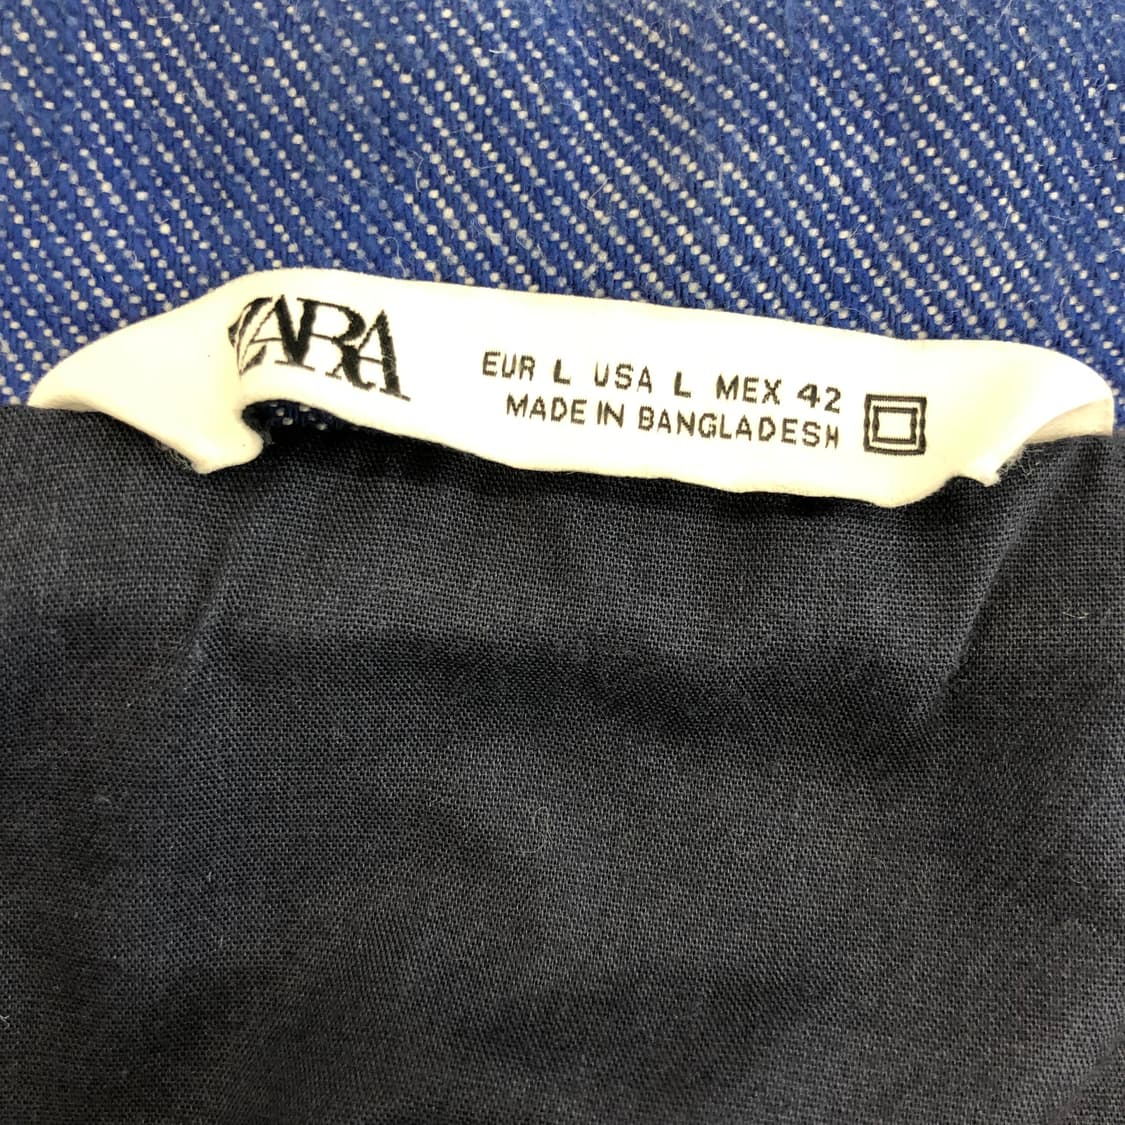 ZARA
EUR L USA L MEX 42
MADE IN BANGLADESH